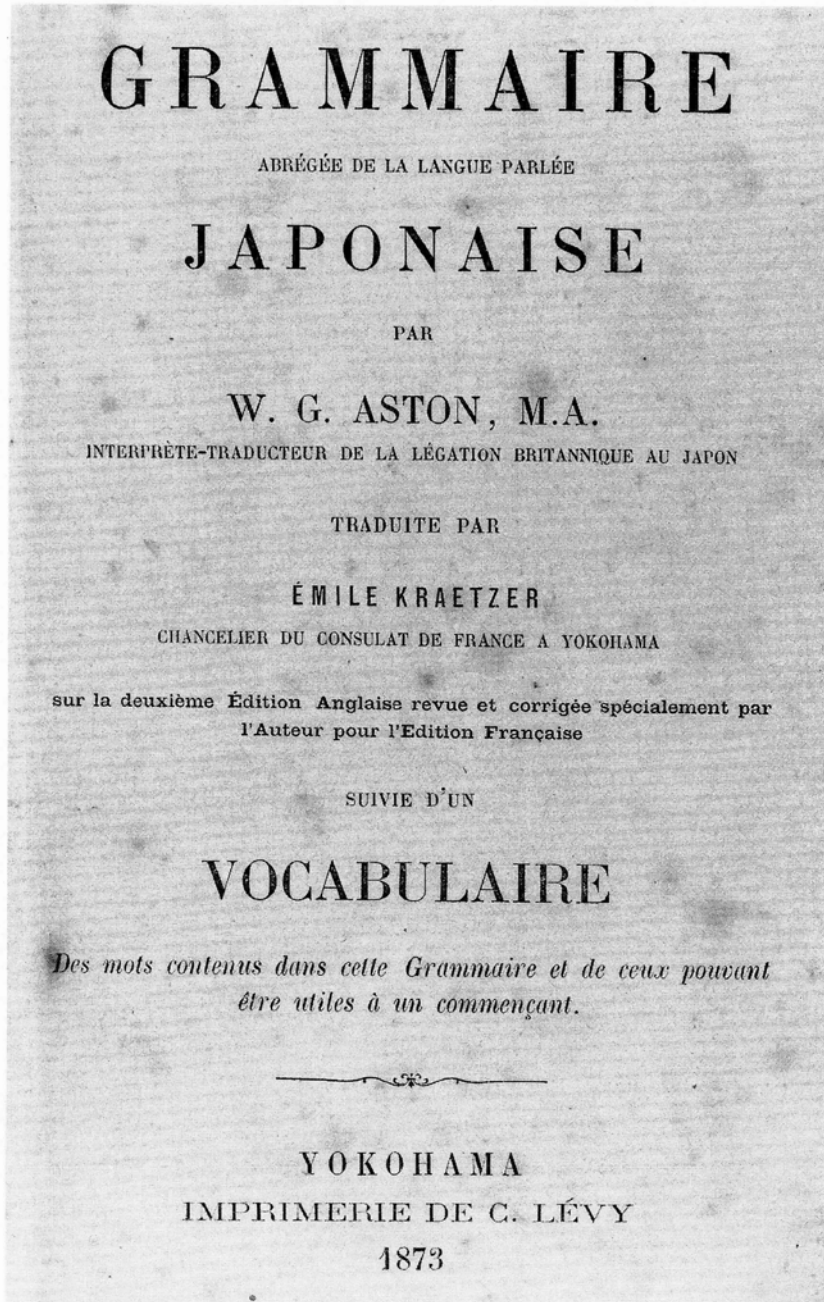 GRAMMAIRE
ABRÉGÉE DE LA LANGUE PARLÉE
JAPONAISE
PAR
W. G. ASTON, M.A.
INTERPRÈTE-TRADUCTEUR DE LA LÉGATION BRITANNIQUE AU JAPON
TRADUITE PAR
ÉMILE KRAETZER
CHANCELIER DU CONSULAT DE FRANCE A YOKOHAMA
sur la deuxième Édition Anglaise revue et corrigée spécialement par
l'Auteur pour l'Edition Française
SUIVIE D'UN
VOCABULAIRE
Des mots contenus dans cette Grammaire et de ceux pouvant
être utiles à un commençant.
YOKOHAMA
IMPRIMERIE DE C. LÉVY
1873